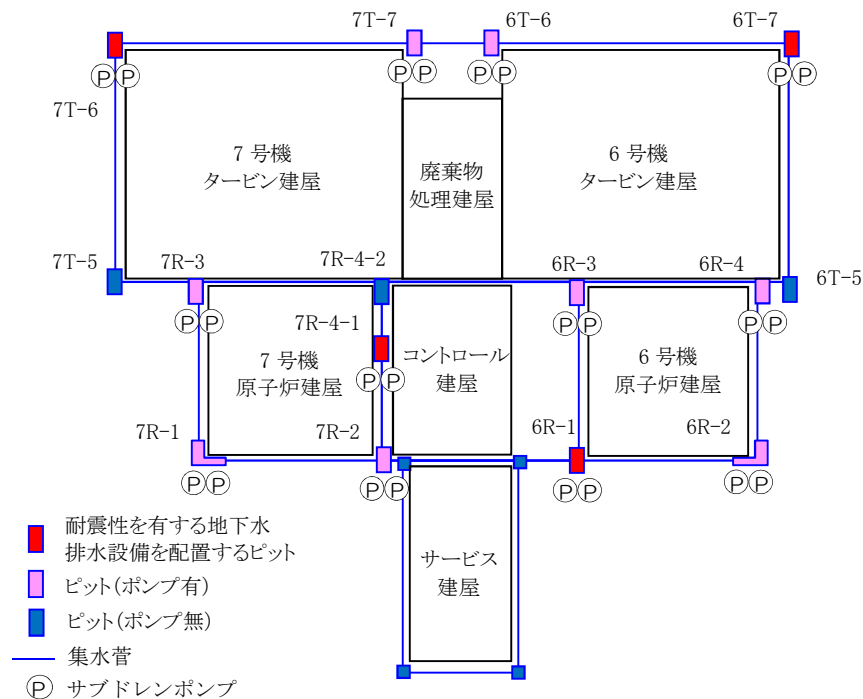 7T-7
6T-6
6T-7
Ⓟ Ⓟ
Ⓟ Ⓟ
Ⓟ Ⓟ
Ⓟ Ⓟ
7T-6
7 号機
タービン建屋
廃棄物
処理建屋
6 号機
タービン建屋
7T-5
7R-3
7R-4-2
6R-3
6R-4
6T-5
Ⓟ Ⓟ
7R-4-1
Ⓟ Ⓟ
Ⓟ Ⓟ
7 号機
原子炉建屋
Ⓟ Ⓟ
コントロール
建屋
6 号機
原子炉建屋
7R-1
7R-2
6R-1
6R-2
Ⓟ Ⓟ
Ⓟ Ⓟ
Ⓟ Ⓟ
Ⓟ Ⓟ
サービス
建屋
耐震性を有する地下水
排水設備を配置するピット
ピット(ポンプ有)
ピット(ポンプ無)
集水菅
Ⓟ サブドレンポンプ